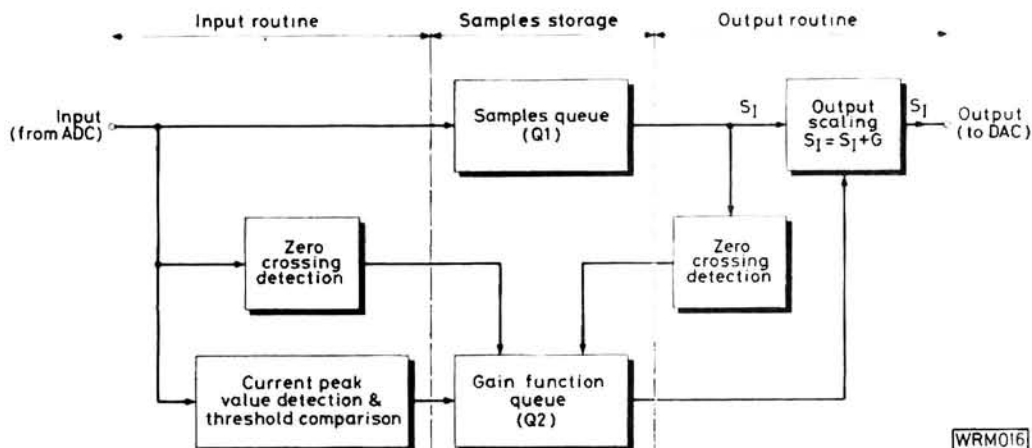 Input routine
Samples storage
Output routine
Input
(from ADC)
Samples queue
(Q1)
S_I
Output
scaling
S_I = S_I + G
S_I
Output
(to DAC)
Zero
crossing
detection
Zero
crossing
detection
Current peak
value detection &
threshold comparison
Gain function
queue
(Q2)
WRM016